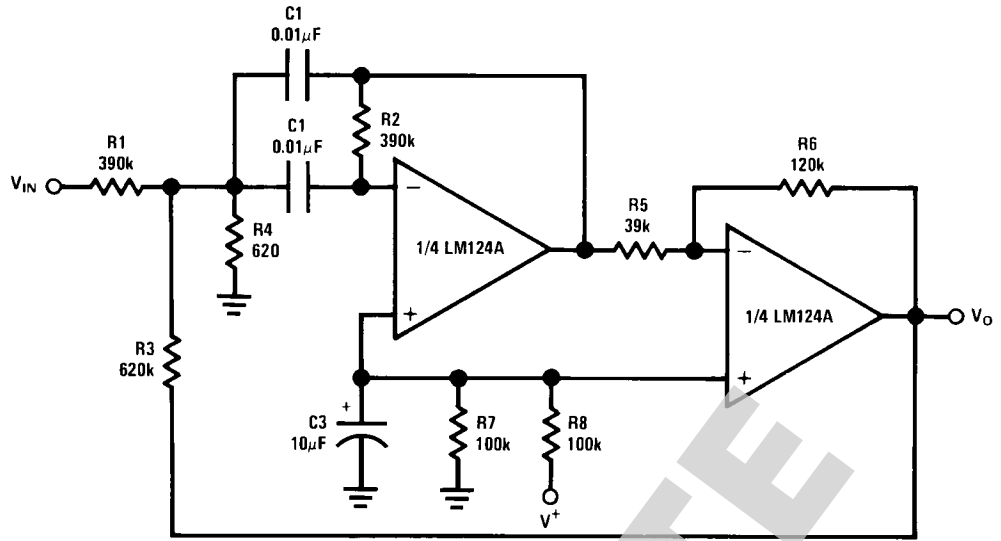 C1
0.01μF
C1
0.01μF
R2
390k
R1
390k
VIN
R4
620
R3
620k
−
+
1/4 LM124A
R5
39k
R6
120k
−
+
1/4 LM124A
VO
+
C3
10μF
R7
100k
R8
100k
V+